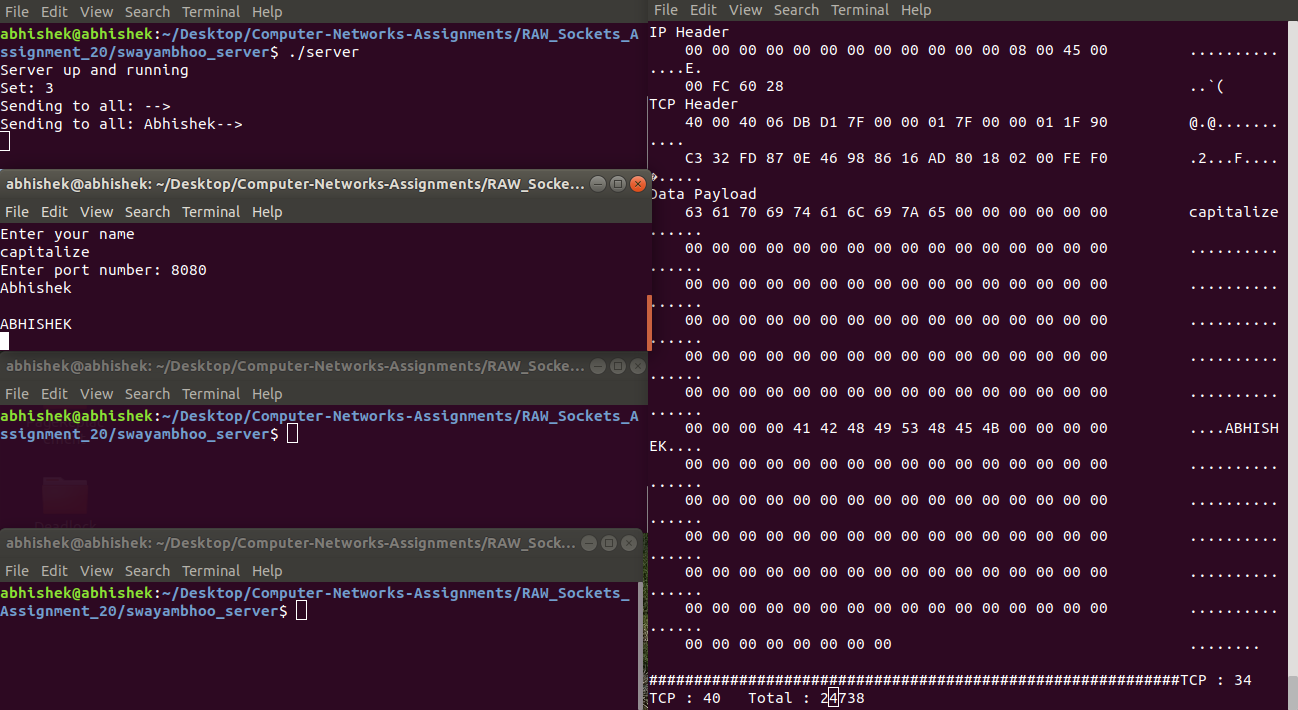 File Edit View Search Terminal Help
abhishek@abhishek:~/Desktop/Computer-Networks-Assignments/RAW_Sockets_A
ssignment_20/swayambhoo_server$ ./server
Server up and running
Set: 3
Sending to all: -->
Sending to all: Abhishek-->
abhishek@abhishek: ~/Desktop/Computer-Networks-Assignments/RAW_Socke...
File Edit View Search Terminal Help
Enter your name
capitalize
Enter port number: 8080
Abhishek
ABHISHEK
abhishek@abhishek: ~/Desktop/Computer-Networks-Assignments/RAW_Socke...
File Edit View Search Terminal Help
abhishek@abhishek:~/Desktop/Computer-Networks-Assignments/RAW_Sockets_A
ssignment_20/swayambhoo_server$
abhishek@abhishek: ~/Desktop/Computer-Networks-Assignments/RAW_Sock...
File Edit View Search Terminal Help
abhishek@abhishek:~/Desktop/Computer-Networks-Assignments/RAW_Sockets_
Assignment_20/swayambhoo_server$
File Edit View Search Terminal Help
IP Header
00 00 00 00 00 00 00 00 00 00 00 00 08 00 45 00 ..........
....E.
00 FC 60 28 ..`(
TCP Header
40 00 40 06 DB D1 7F 00 00 01 7F 00 00 01 1F 90 @.@.......
....
C3 32 FD 87 0E 46 98 86 16 AD 80 18 02 00 FE F0 .2...F....
�.....
Data Payload
63 61 70 69 74 61 6C 69 7A 65 00 00 00 00 00 00 capitalize
......
00 00 00 00 00 00 00 00 00 00 00 00 00 00 00 00 ..........
......
00 00 00 00 00 00 00 00 00 00 00 00 00 00 00 00 ..........
......
00 00 00 00 00 00 00 00 00 00 00 00 00 00 00 00 ..........
......
00 00 00 00 00 00 00 00 00 00 00 00 00 00 00 00 ..........
......
00 00 00 00 00 00 00 00 00 00 00 00 00 00 00 00 ..........
......
00 00 00 00 41 42 48 49 53 48 45 4B 00 00 00 00 ....ABHISH
EK....
00 00 00 00 00 00 00 00 00 00 00 00 00 00 00 00 ..........
......
00 00 00 00 00 00 00 00 00 00 00 00 00 00 00 00 ..........
......
00 00 00 00 00 00 00 00 00 00 00 00 00 00 00 00 ..........
......
00 00 00 00 00 00 00 00 00 00 00 00 00 00 00 00 ..........
......
00 00 00 00 00 00 00 00 00 00 00 00 00 00 00 00 ..........
......
00 00 00 00 00 00 00 00 ........
###########################################################TCP : 34
TCP : 40 Total : 24738